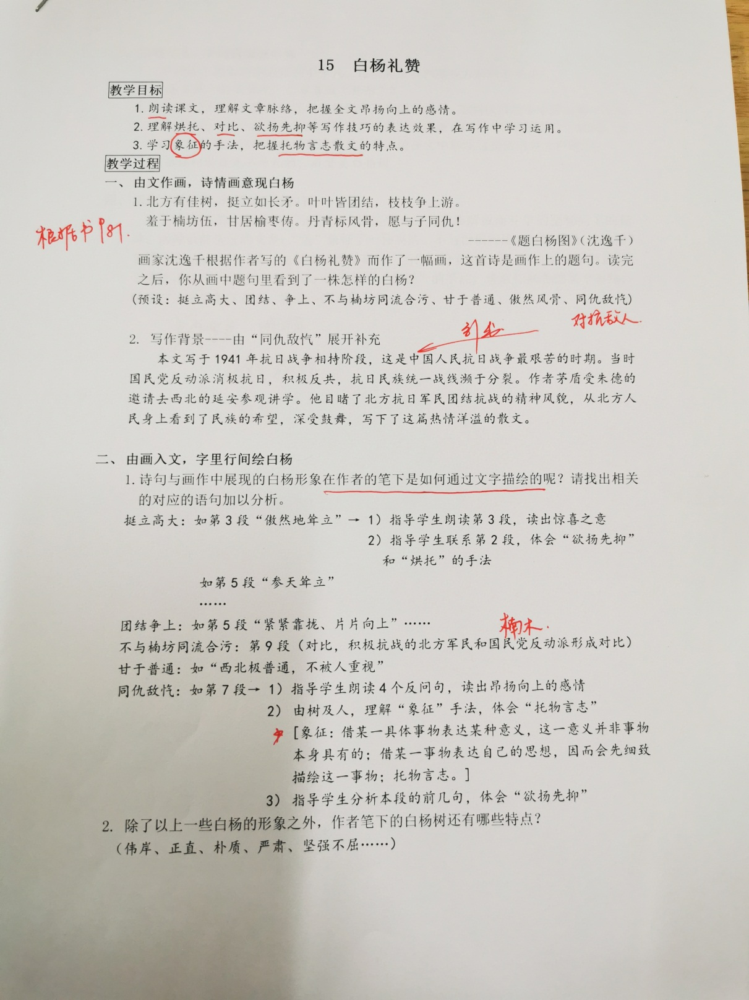 15 白杨礼赞
教学目标
1. 朗读课文，理解文章脉络，把握全文昂扬向上的感情。
2. 理解烘托、对比、欲扬先抑等写作技巧的表达效果，在写作中学习运用。
3. 学习象征的手法，把握托物言志散文的特点。
教学过程
一、由文作画，诗情画意现白杨
1. 北方有佳树，挺立如长矛。叶叶皆团结，枝枝争上游。
羞于楠坊伍，甘居榆枣俦。丹青标风骨，愿与子同仇！
根据书P87.
------《题白杨图》（沈逸千）
画家沈逸千根据作者写的《白杨礼赞》而作了一幅画，这首诗是画作上的题句。读完
之后，你从画中题句里看到了一株怎样的白杨？
（预设：挺立高大、团结、争上、不与楠坊同流合污、甘于普通、傲然风骨、同仇敌忾）
对抗敌人.
2. 写作背景----由“同仇敌忾”展开补充
本文写于1941年抗日战争相持阶段，这是中国人民抗日战争最艰苦的时期。当时
国民党反动派消极抗日，积极反共，抗日民族统一战线濒于分裂。作者茅盾受朱德的
邀请去西北的延安参观讲学。他目睹了北方抗日军民团结抗战的精神风貌，从北方人
民身上看到了民族的希望，深受鼓舞，写下了这篇热情洋溢的散文。
二、由画入文，字里行间绘白杨
1. 诗句与画作中展现的白杨形象在作者的笔下是如何通过文字描绘的呢？请找出相关
的对应的语句加以分析。
挺立高大：如第3段“傲然地耸立”→ 1）指导学生朗读第3段，读出惊喜之意
2）指导学生联系第2段，体会“欲扬先抑”
和“烘托”的手法
如第5段“参天耸立”
……
团结争上：如第5段“紧紧靠拢、片片向上”……
楠木.
不与楠坊同流合污：第9段（对比，积极抗战的北方军民和国民党反动派形成对比）
甘于普通：如“西北极普通，不被人重视”
同仇敌忾：如第7段→ 1）指导学生朗读4个反问句，读出昂扬向上的感情
2）由树及人，理解“象征”手法，体会“托物言志”
[象征：借某一具体事物表达某种意义，这一意义并非事物
本身具有的；借某一事物表达自己的思想，因而会先细致
描绘这一事物；托物言志。]
3）指导学生分析本段的前几句，体会“欲扬先抑”
2. 除了以上一些白杨的形象之外，作者笔下的白杨树还有哪些特点？
（伟岸、正直、朴质、严肃、坚强不屈……）